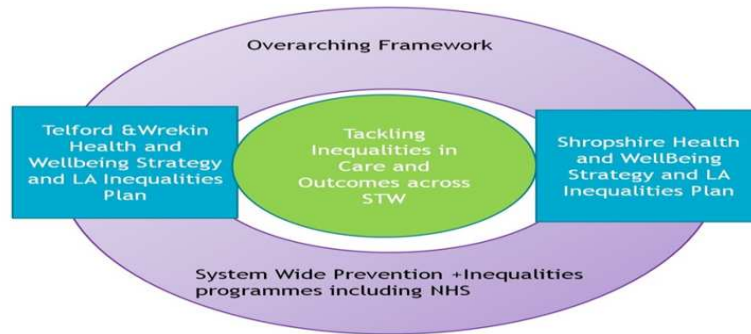 Overarching Framework
Telford &Wrekin
Health and
Wellbeing Strategy
and LA Inequalities
Plan
Tackling
Inequalities in
Care and
Outcomes across
STW
Shropshire Health
and WellBeing
Strategy and LA
Inequalities Plan
System Wide Prevention +Inequalities
programmes including NHS